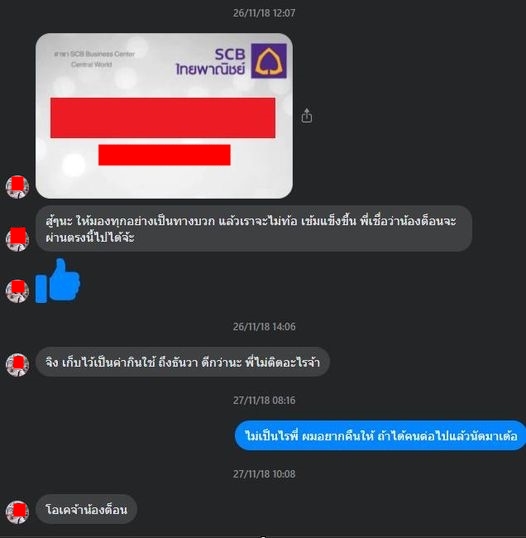 26/11/18 12:07
สาขา SCB Business Center
Central World
SCB
ไทยพาณิชย์
สู้ๆนะ ให้มองทุกอย่างเป็นทางบวก แล้วเราจะไม่ท้อ เข้มแข็งขึ้น พี่เชื่อว่าน้องต็อนจะ
ผ่านตรงนี้ไปได้จ้ะ
26/11/18 14:06
จิง เก็บไว้เป็นค่ากินใช้ ถึงธันวา ดีกว่านะ พี่ไม่ติดอะไรจ้า
27/11/18 08:16
ไม่เป็นไรพี่ ผมอยากคืนให้ ถ้าได้คนต่อไปแล้วนัดมาเด้อ
27/11/18 10:08
โอเคจ้าน้องต็อน